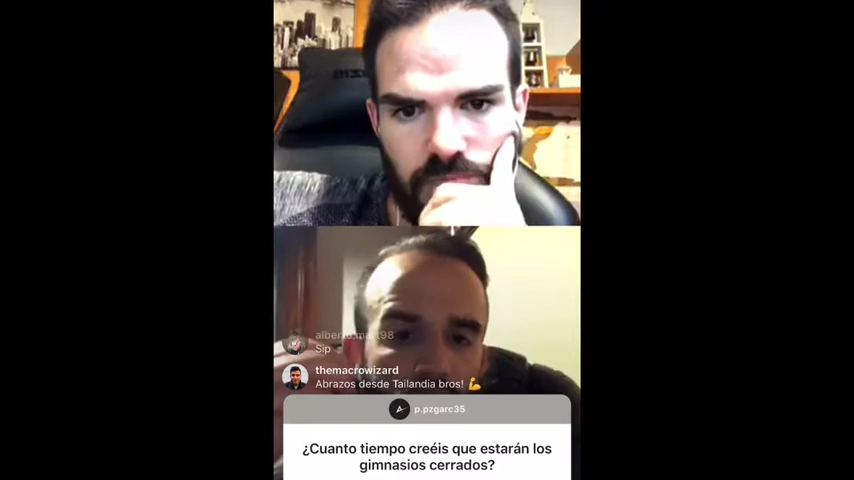 Sip
themacrowizard
Abrazos desde Tailandia bros! 💪
p.pzgarc35
¿Cuanto tiempo creéis que estarán los
gimnasios cerrados?